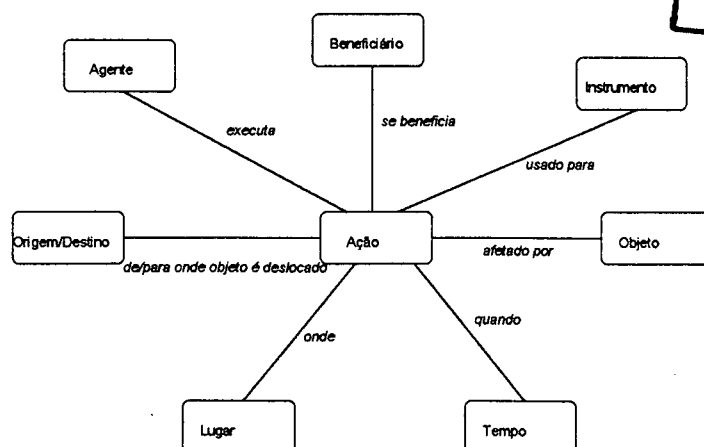 Beneficiário
Agente
Instrumento
executa
se beneficia
usado para
Origem/Destino
Ação
Objeto
de/para onde objeto é deslocado
afetado por
onde
quando
Lugar
Tempo